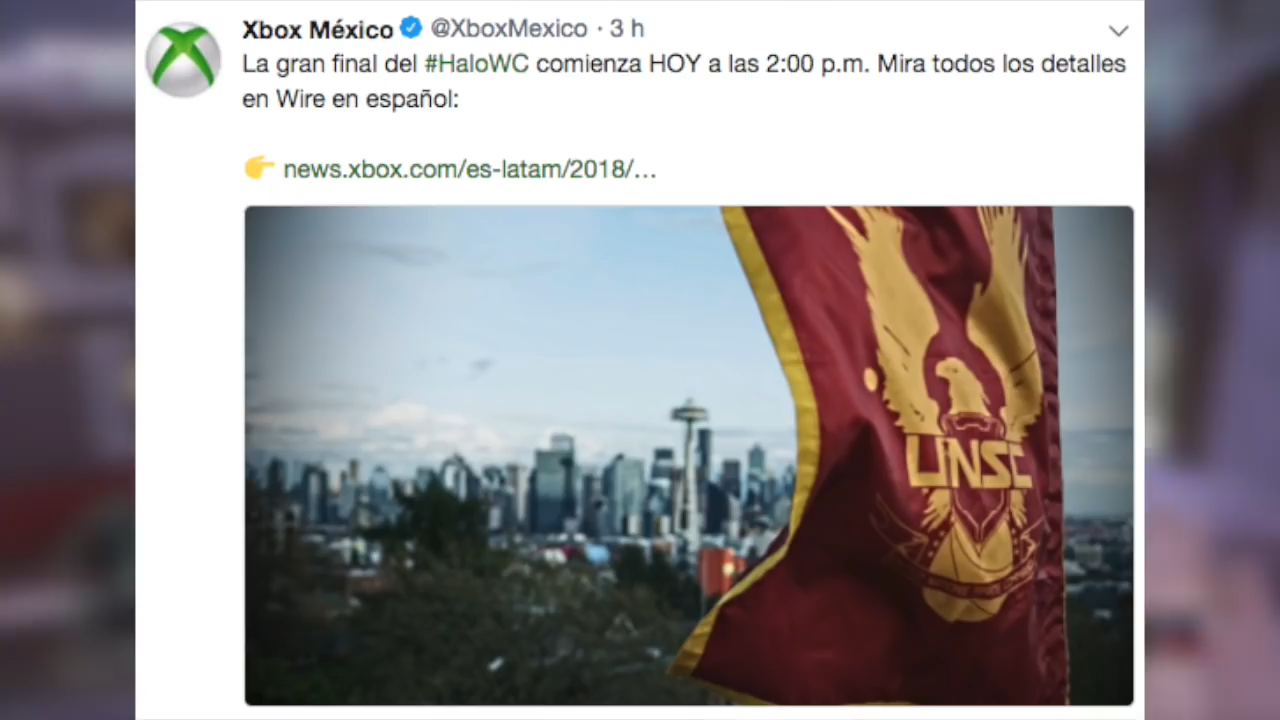 Xbox México @XboxMexico · 3 h
La gran final del #HaloWC comienza HOY a las 2:00 p.m. Mira todos los detalles
en Wire en español:
👉 news.xbox.com/es-latam/2018/...
UNSC